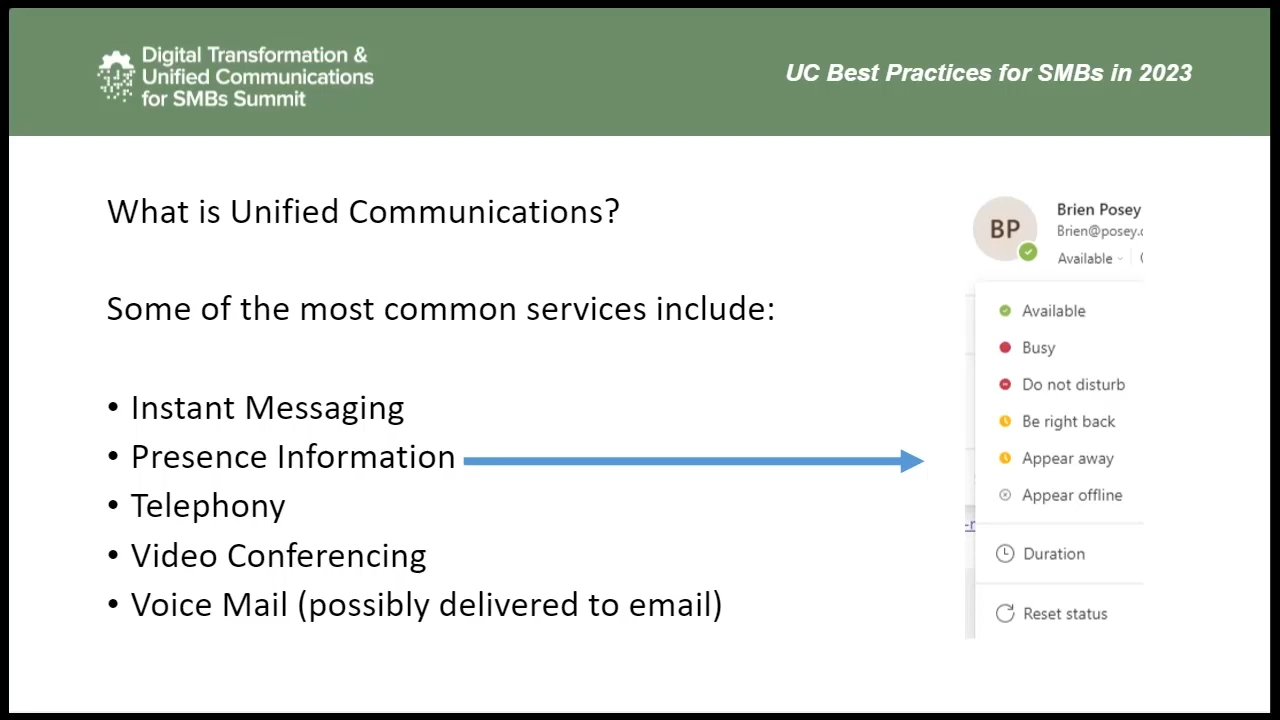 Digital Transformation &
Unified Communications
for SMBs Summit
UC Best Practices for SMBs in 2023
What is Unified Communications?
Some of the most common services include:
• Instant Messaging
• Presence Information
• Telephony
• Video Conferencing
• Voice Mail (possibly delivered to email)
BP
Brien Posey
Brien@posey.
Available
Available
Busy
Do not disturb
Be right back
Appear away
Appear offline
Duration
Reset status